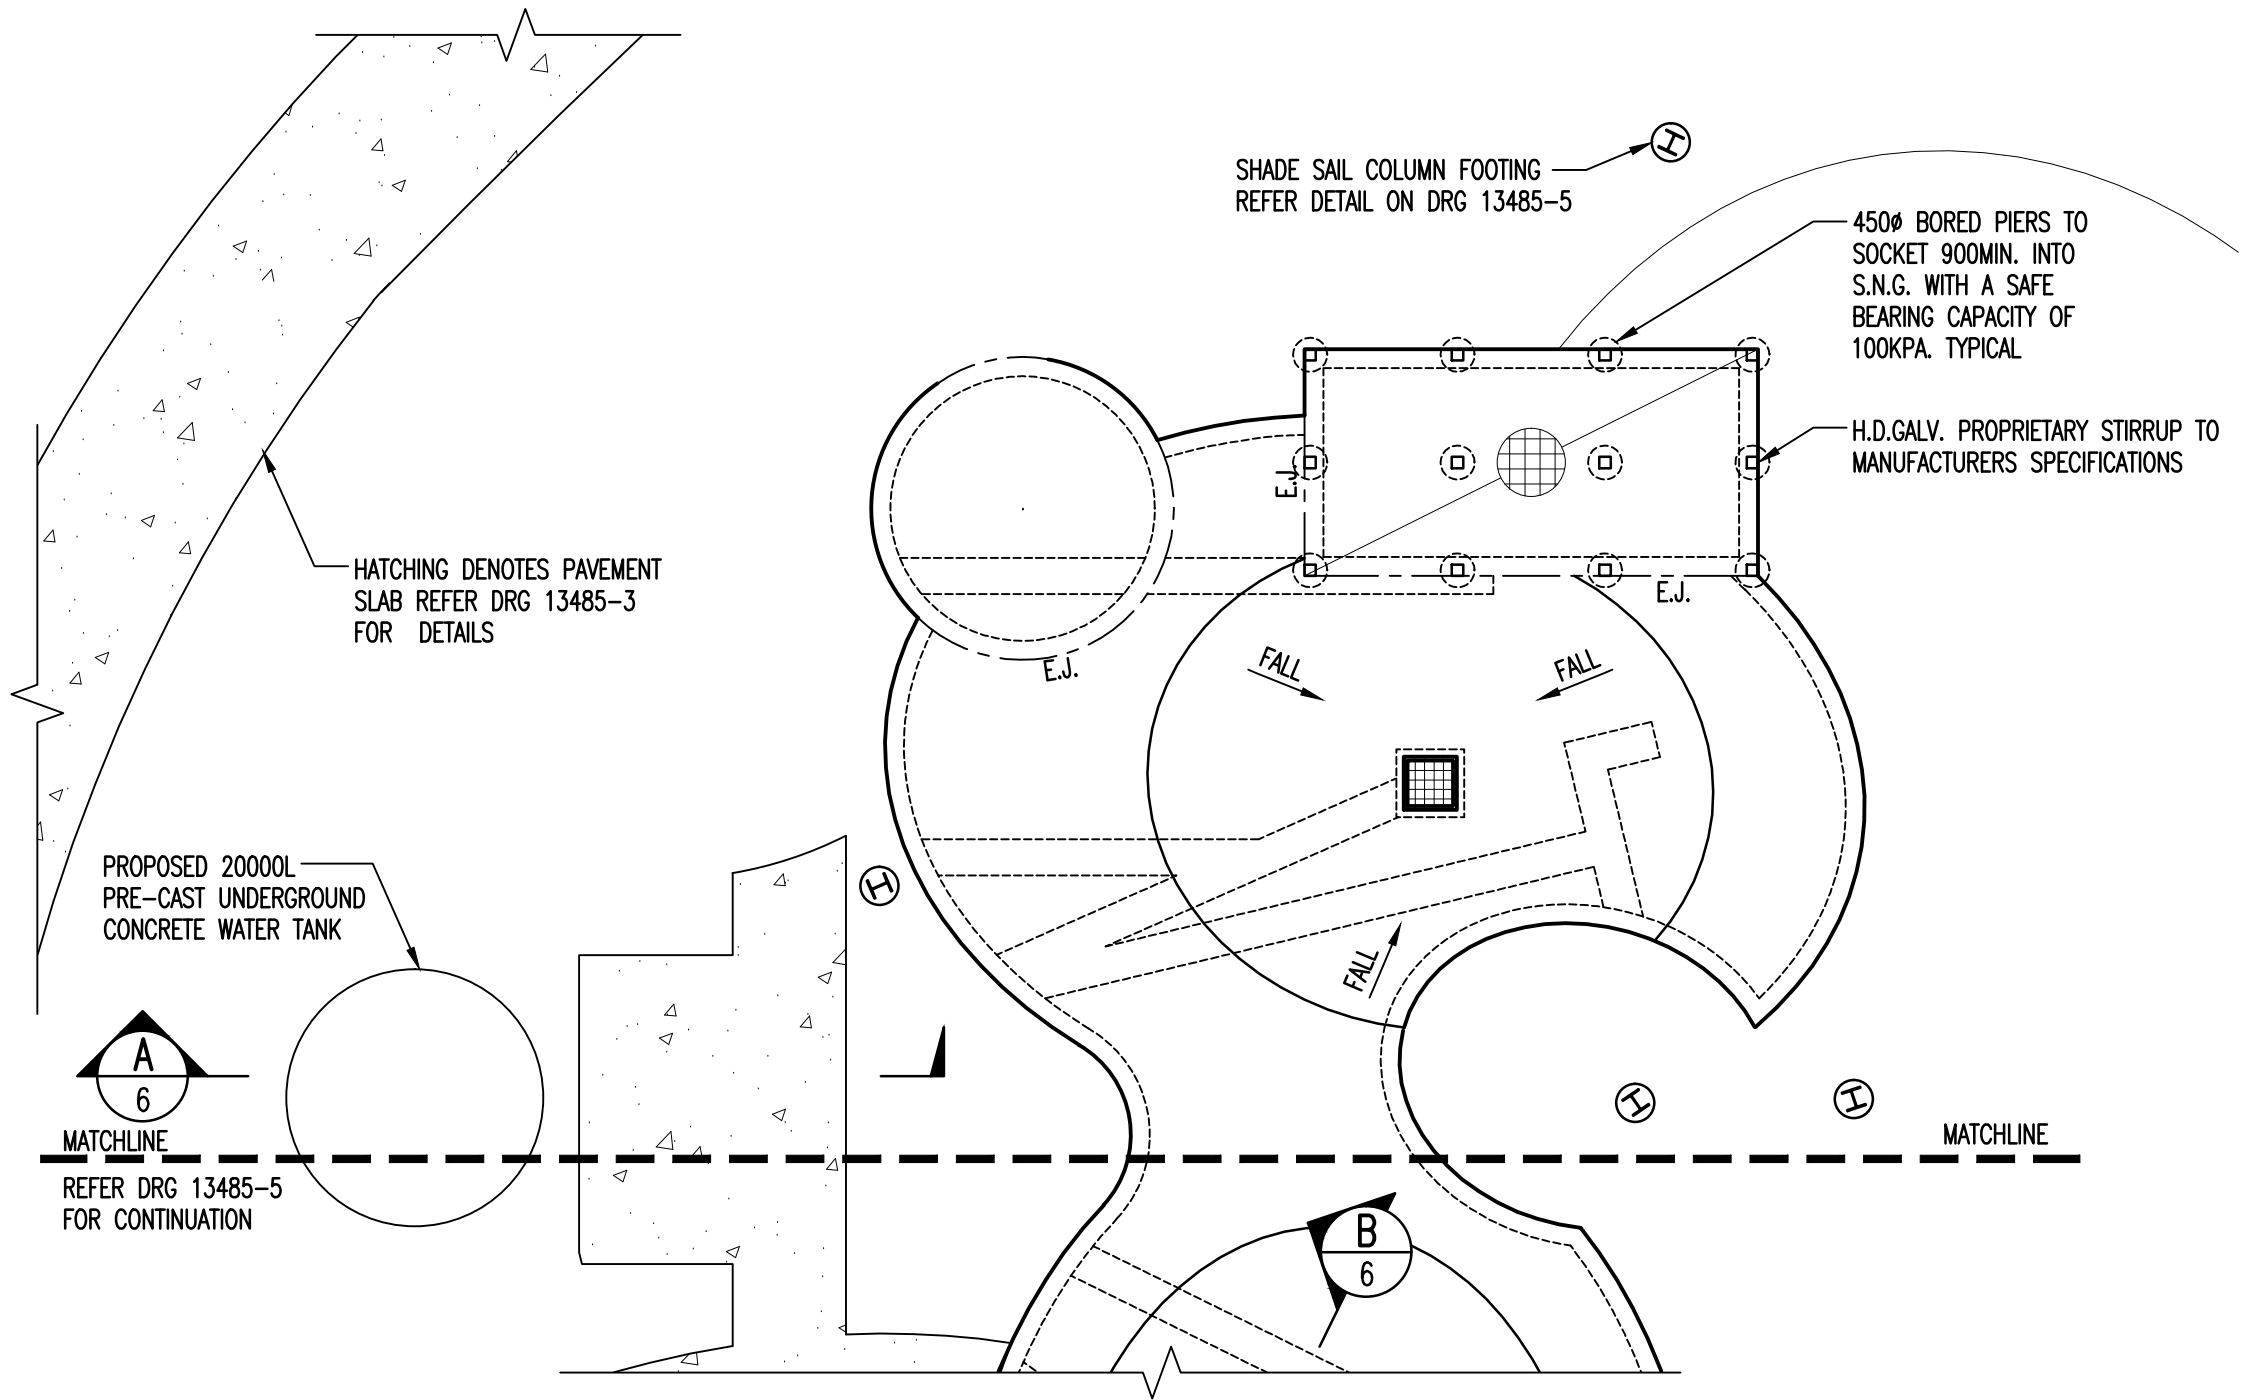 SHADE SAIL COLUMN FOOTING
REFER DETAIL ON DRG 13485-5
450ø BORED PIERS TO
SOCKET 900MIN. INTO
S.N.G. WITH A SAFE
BEARING CAPACITY OF
100KPA. TYPICAL
H.D.GALV. PROPRIETARY STIRRUP TO
MANUFACTURERS SPECIFICATIONS
E.J.
HATCHING DENOTES PAVEMENT
SLAB REFER DRG 13485-3
FOR DETAILS
E.J.
E.J.
FALL
FALL
PROPOSED 20000L
PRE-CAST UNDERGROUND
CONCRETE WATER TANK
FALL
A
6
MATCHLINE
MATCHLINE
REFER DRG 13485-5
FOR CONTINUATION
B
6